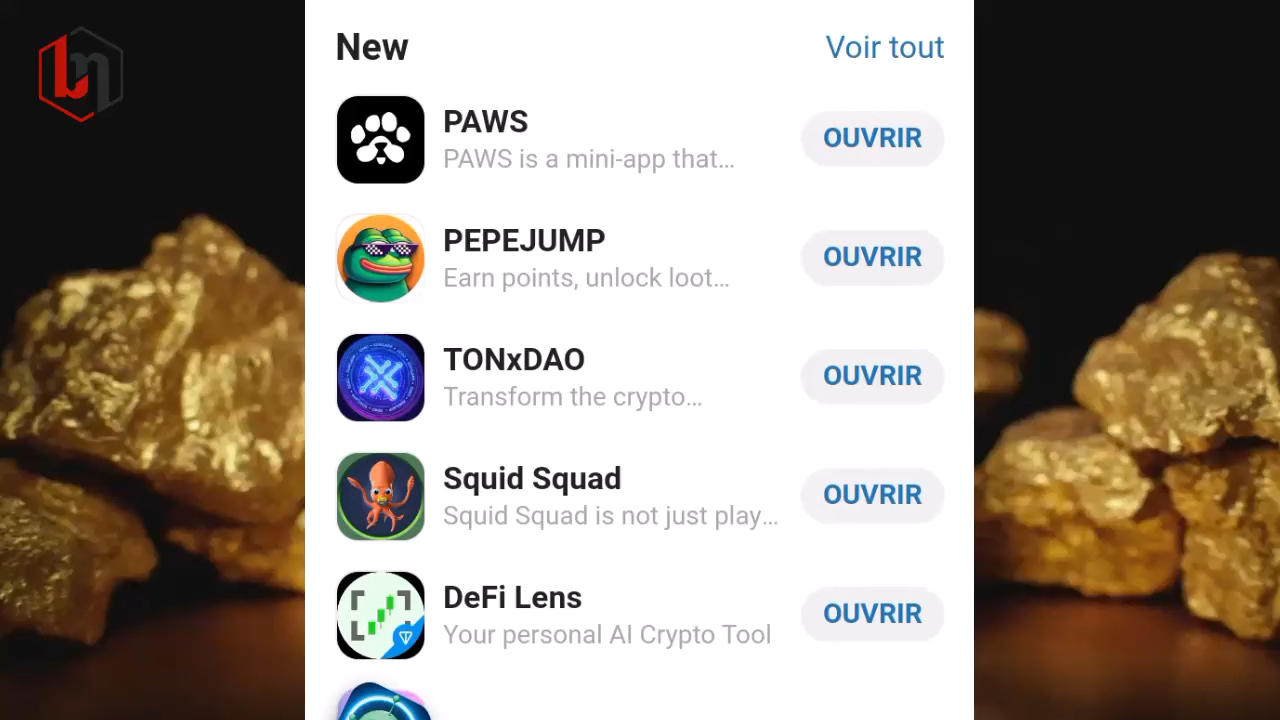 New
Voir tout
PAWS
PAWS is a mini-app that...
OUVRIR
PEPEJUMP
Earn points, unlock loot...
OUVRIR
TONxDAO
Transform the crypto...
OUVRIR
Squid Squad
Squid Squad is not just play...
OUVRIR
DeFi Lens
Your personal AI Crypto Tool
OUVRIR